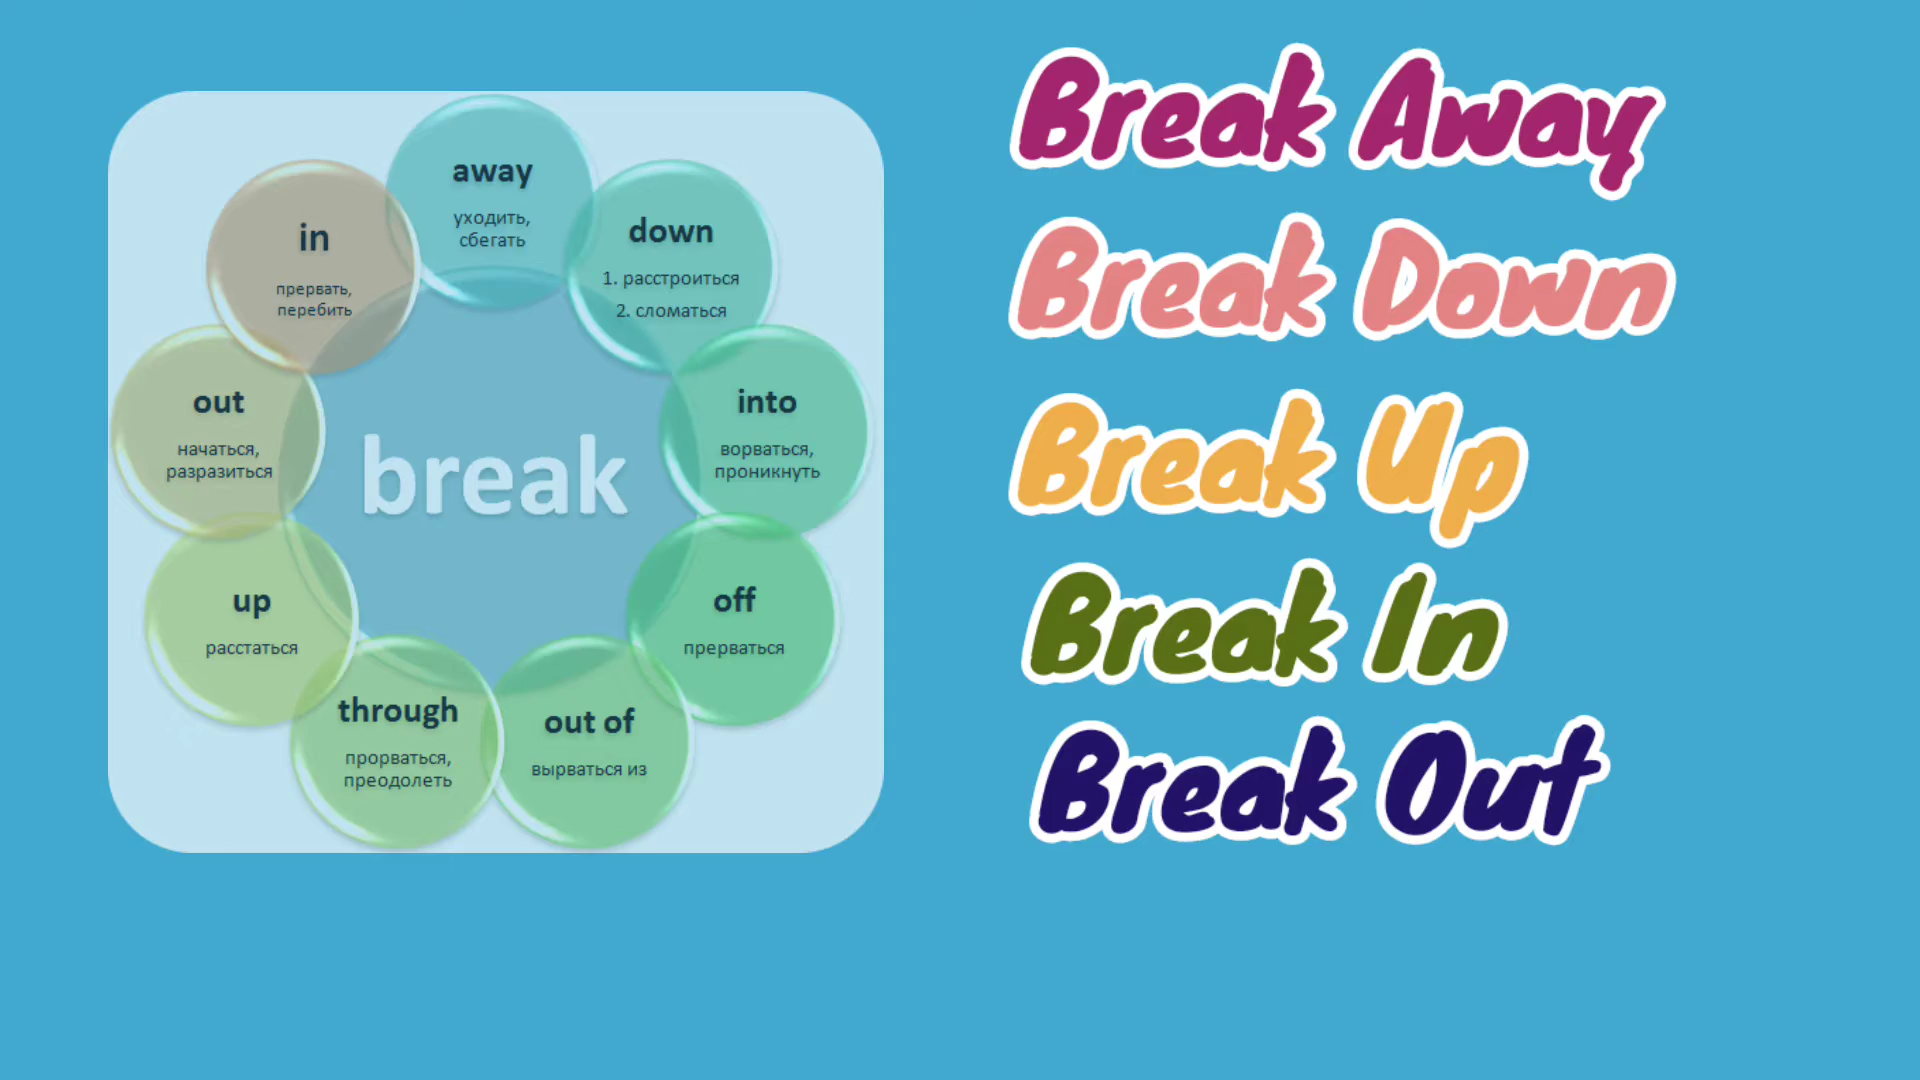 away
уходить,
сбегать
down
1. расстроиться
2. сломаться
into
ворваться,
проникнуть
off
прерваться
out of
вырваться из
through
прорваться,
преодолеть
up
расстаться
out
начаться,
разразиться
in
прервать,
перебить
break
Break Away
Break Down
Break Up
Break In
Break Out